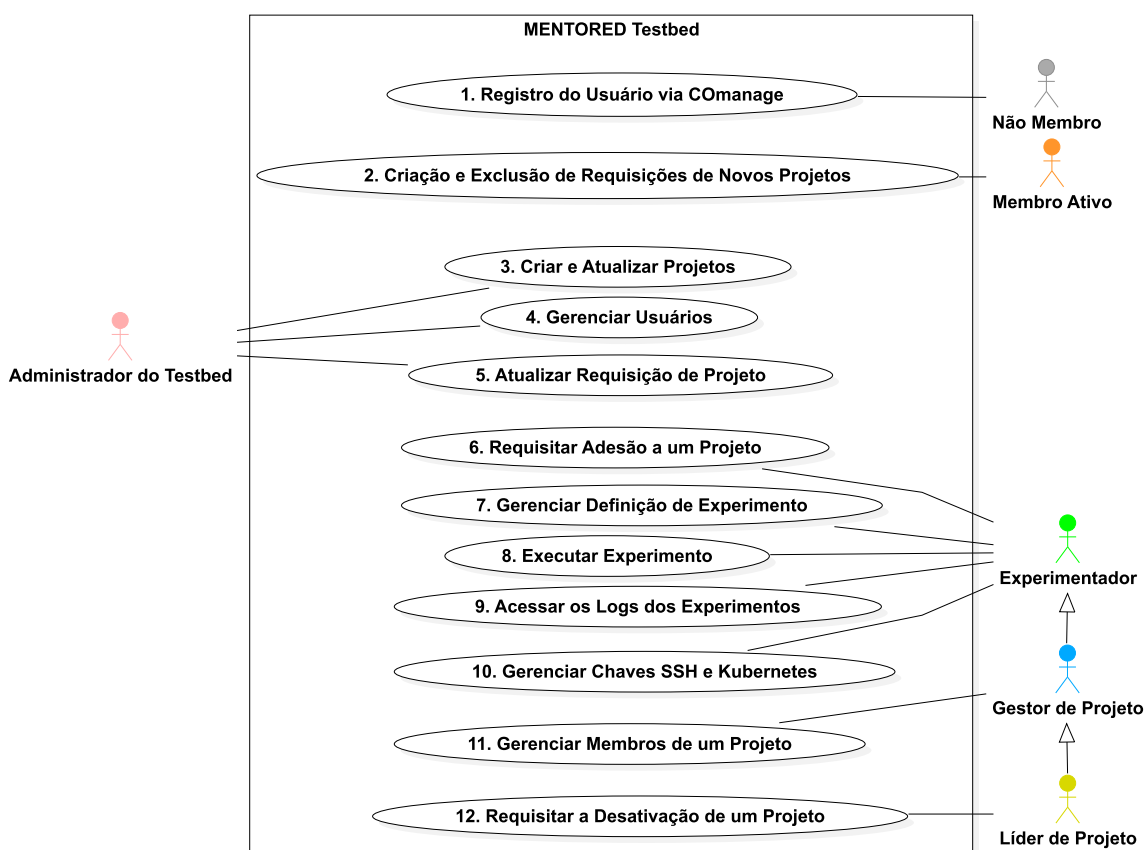 MENTORED Testbed
1. Registro do Usuário via COmanage
Não Membro
2. Criação e Exclusão de Requisições de Novos Projetos
Membro Ativo
3. Criar e Atualizar Projetos
4. Gerenciar Usuários
Administrador do Testbed
5. Atualizar Requisição de Projeto
6. Requisitar Adesão a um Projeto
7. Gerenciar Definição de Experimento
8. Executar Experimento
Experimentador
9. Acessar os Logs dos Experimentos
10. Gerenciar Chaves SSH e Kubernetes
Gestor de Projeto
11. Gerenciar Membros de um Projeto
12. Requisitar a Desativação de um Projeto
Líder de Projeto